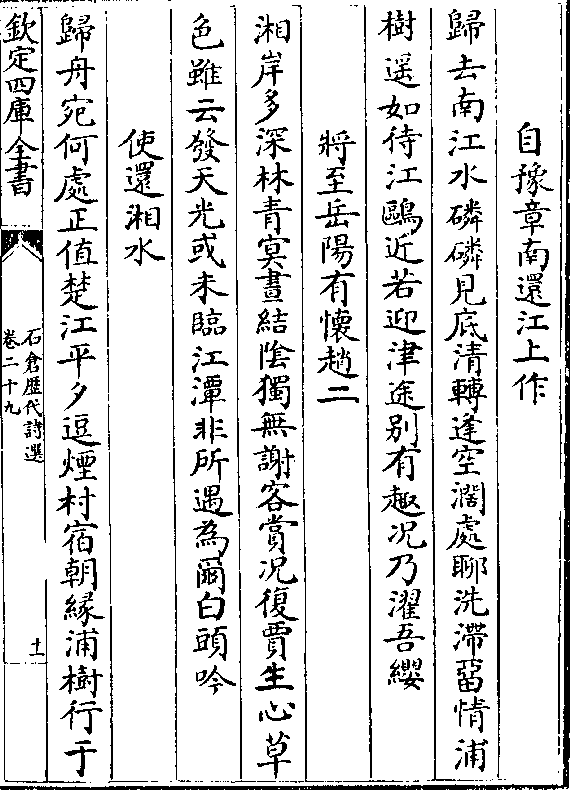 自豫章南還江上作
歸去南江水磷磷見底清轉逢空濶處聊洗滯畱情浦
樹遥如待江鷗近若迎津途别有趣况乃濯吾纓
將至岳陽有懷趙二
湘岸多深林青㝠晝結陰獨無謝客賞况復賈生心草
色雖云發天光或未臨江潭非所遇為爾白頭吟
使還湘水
歸舟宛何處正值楚江平夕逗煙村宿朝緣浦樹行于
欽定四庫全書
石倉歴代詩選
卷二十九
十一